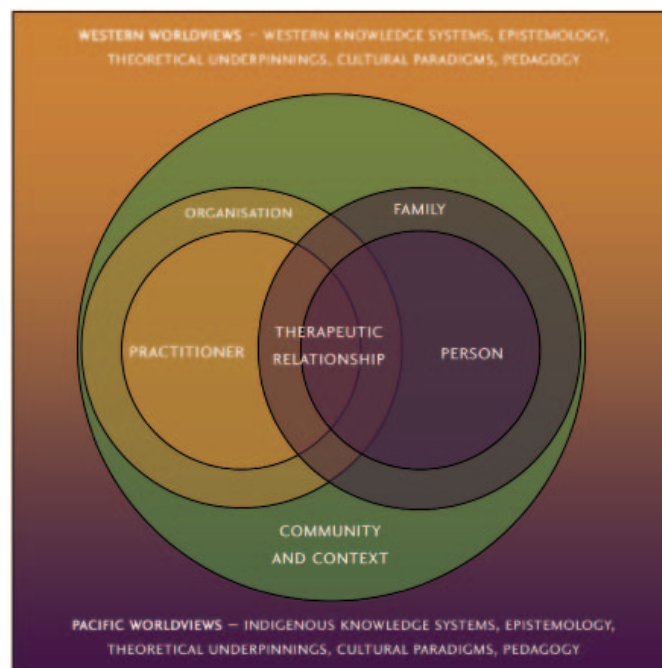 WESTERN WORLDVIEWS – WESTERN KNOWLEDGE SYSTEMS, EPISTEMOLOGY,
THEORETICAL UNDERPINNINGS, CULTURAL PARADIGMS, PEDAGOGY
ORGANISATION
FAMILY
PRACTITIONER
THERAPEUTIC
RELATIONSHIP
PERSON
COMMUNITY
AND CONTEXT
PACIFIC WORLDVIEWS – INDIGENOUS KNOWLEDGE SYSTEMS, EPISTEMOLOGY,
THEORETICAL UNDERPINNINGS, CULTURAL PARADIGMS, PEDAGOGY